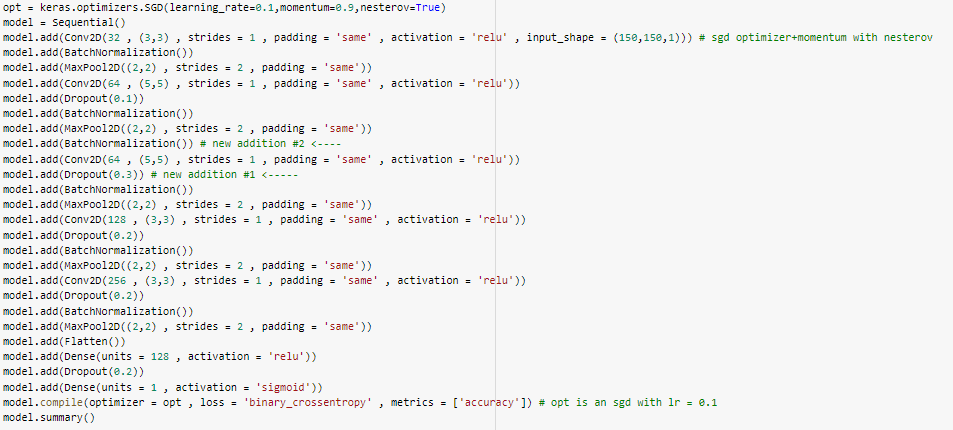 opt = keras.optimizers.SGD(learning_rate=0.1,momentum=0.9,nesterov=True)
model = Sequential()
model.add(Conv2D(32 , (3,3) , strides = 1 , padding = 'same' , activation = 'relu' , input_shape = (150,150,1))) # sgd optimizer+momentum with nesterov
model.add(BatchNormalization())
model.add(MaxPool2D((2,2) , strides = 2 , padding = 'same'))
model.add(Conv2D(64 , (5,5) , strides = 1 , padding = 'same' , activation = 'relu'))
model.add(Dropout(0.1))
model.add(BatchNormalization())
model.add(MaxPool2D((2,2) , strides = 2 , padding = 'same'))
model.add(BatchNormalization()) # new addition #2 <----
model.add(Conv2D(64 , (5,5) , strides = 1 , padding = 'same' , activation = 'relu'))
model.add(Dropout(0.3)) # new addition #1 <-----
model.add(BatchNormalization())
model.add(MaxPool2D((2,2) , strides = 2 , padding = 'same'))
model.add(Conv2D(128 , (3,3) , strides = 1 , padding = 'same' , activation = 'relu'))
model.add(Dropout(0.2))
model.add(BatchNormalization())
model.add(MaxPool2D((2,2) , strides = 2 , padding = 'same'))
model.add(Conv2D(256 , (3,3) , strides = 1 , padding = 'same' , activation = 'relu'))
model.add(Dropout(0.2))
model.add(BatchNormalization())
model.add(MaxPool2D((2,2) , strides = 2 , padding = 'same'))
model.add(Flatten())
model.add(Dense(units = 128 , activation = 'relu'))
model.add(Dropout(0.2))
model.add(Dense(units = 1 , activation = 'sigmoid'))
model.compile(optimizer = opt , loss = 'binary_crossentropy' , metrics = ['accuracy']) # opt is an sgd with lr = 0.1
model.summary()